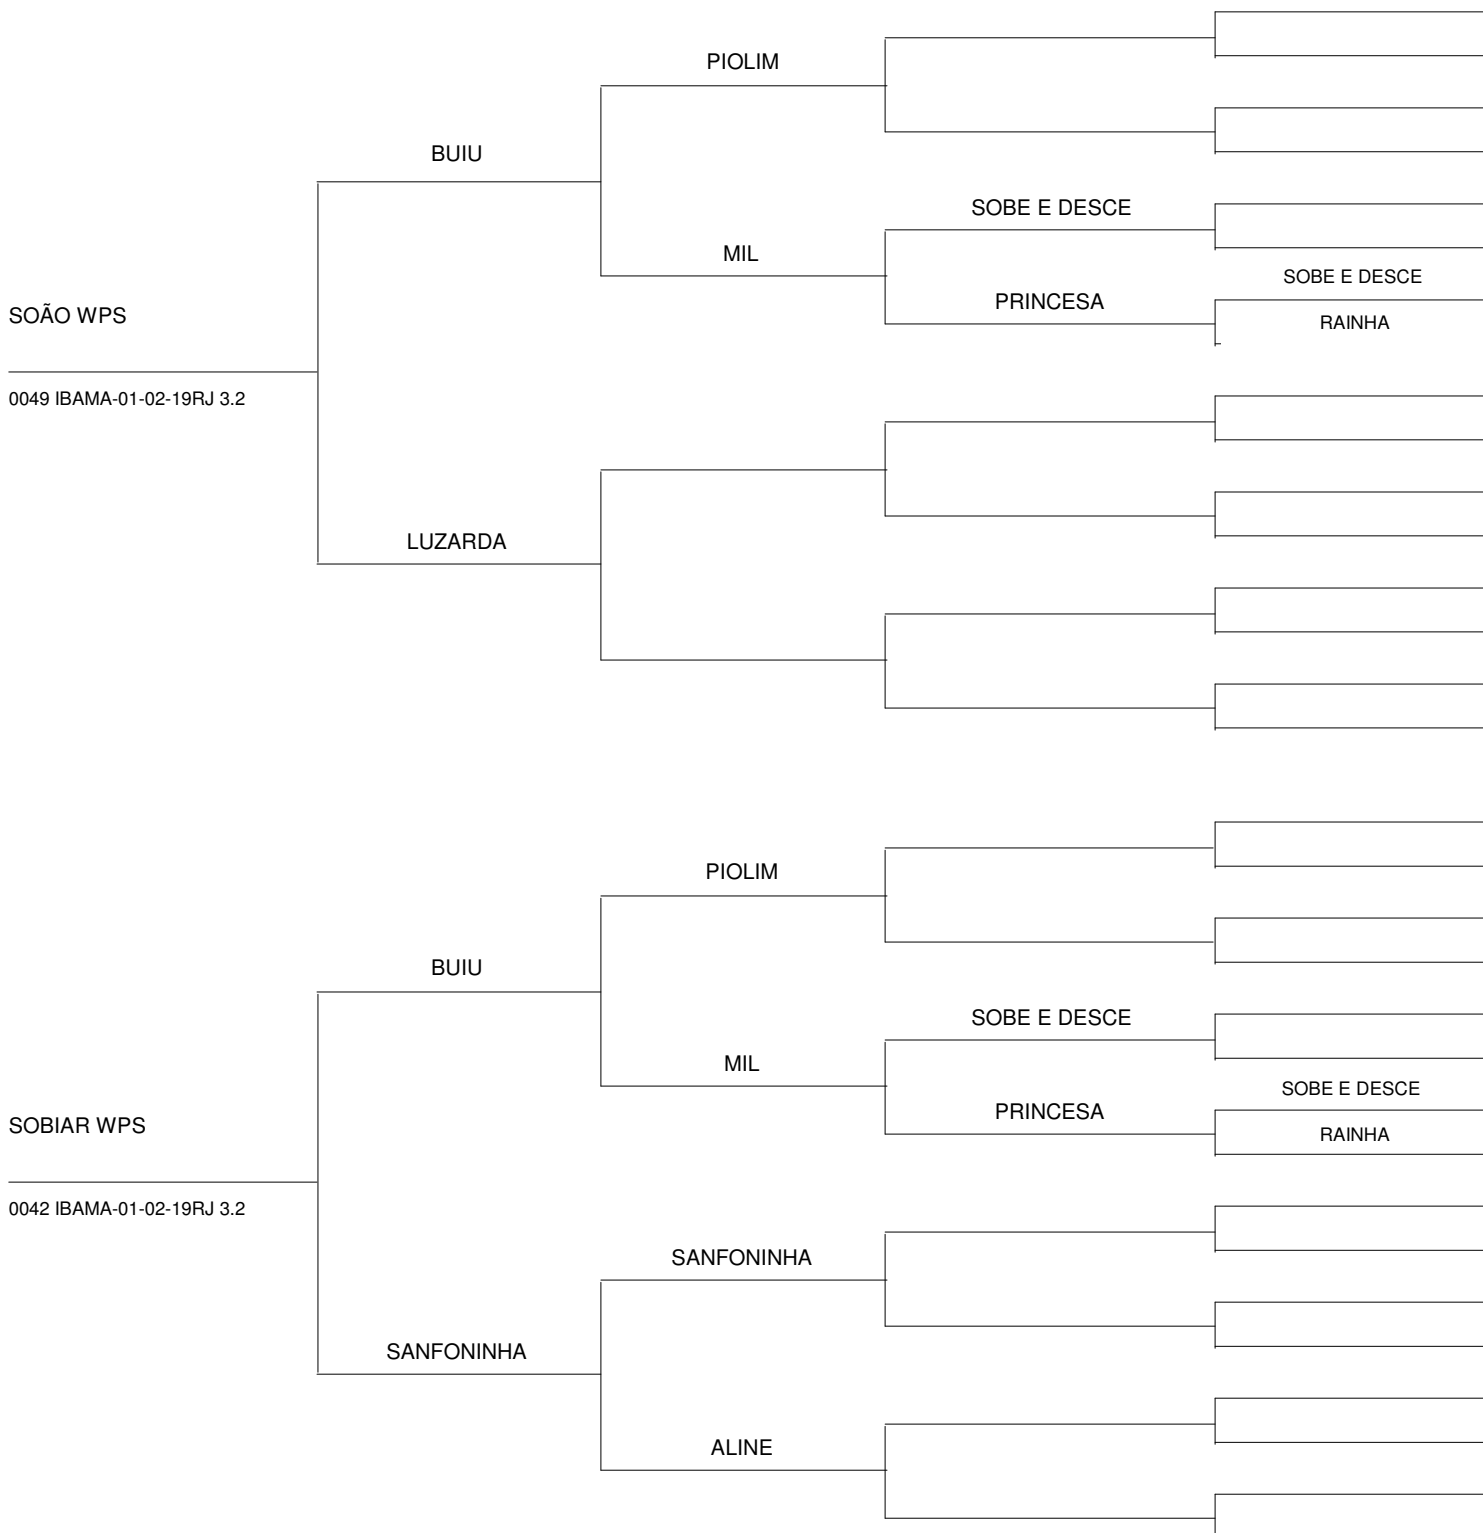 PIOLIM
BUIU
SOBE E DESCE
MIL
SOBE E DESCE
PRINCESA
SOÃO WPS
RAINHA
0049 IBAMA-01-02-19RJ 3.2
LUZARDA
PIOLIM
BUIU
SOBE E DESCE
MIL
SOBE E DESCE
PRINCESA
SOBIAR WPS
RAINHA
0042 IBAMA-01-02-19RJ 3.2
SANFONINHA
SANFONINHA
ALINE